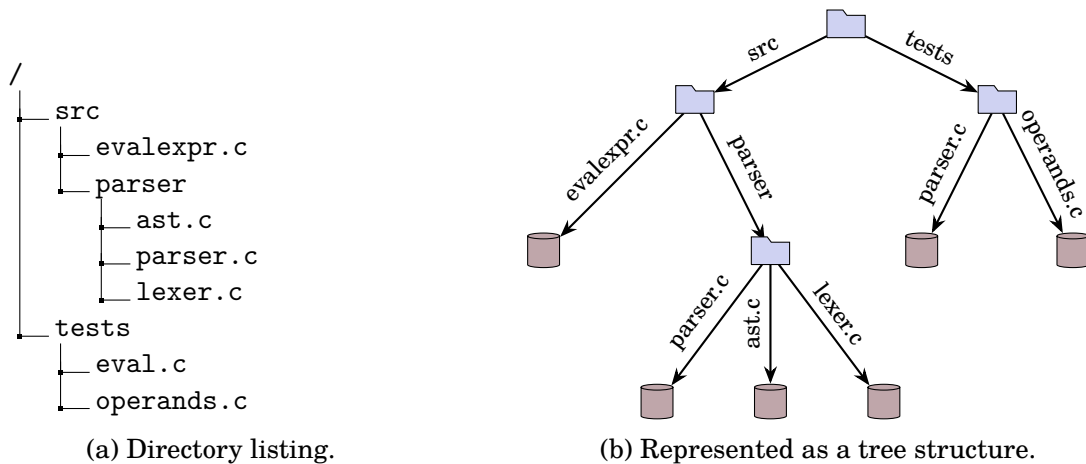 /
src
evalexpr.c
parser
ast.c
parser.c
lexer.c
tests
eval.c
operands.c
(a) Directory listing.
src
tests
evalexpr.c
parser
parser.c
operands.c
parser.c
ast.c
lexer.c
(b) Represented as a tree structure.